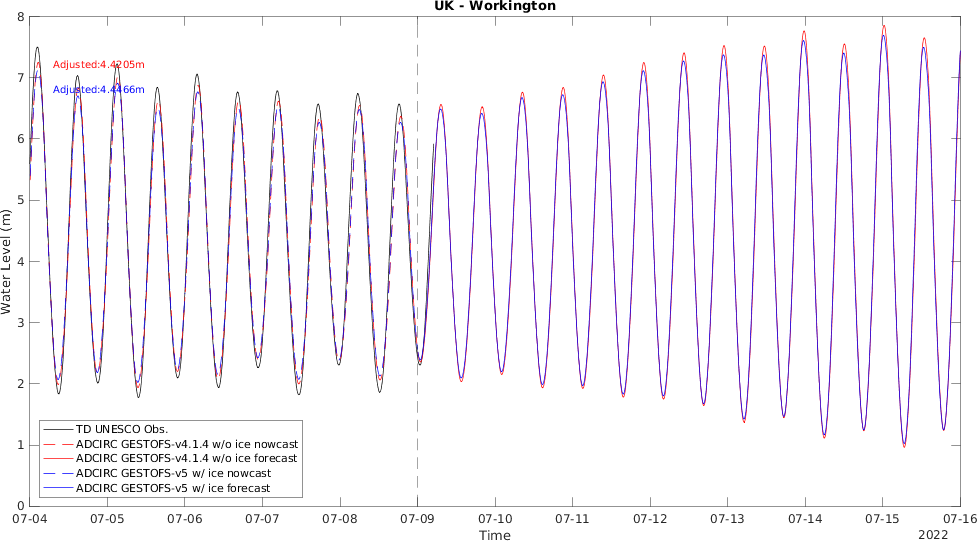 UK - Workington
8
7
6
5
4
3
2
1
0
Water Level (m)
Adjusted:4.4205m
Adjusted:4.4466m
TD UNESCO Obs.
ADCIRC GESTOFS-v4.1.4 w/o ice nowcast
ADCIRC GESTOFS-v4.1.4 w/o ice forecast
ADCIRC GESTOFS-v5 w/ ice nowcast
ADCIRC GESTOFS-v5 w/ ice forecast
07-04 07-05 07-06 07-07 07-08 07-09 07-10 07-11 07-12 07-13 07-14 07-15 07-16
Time
2022